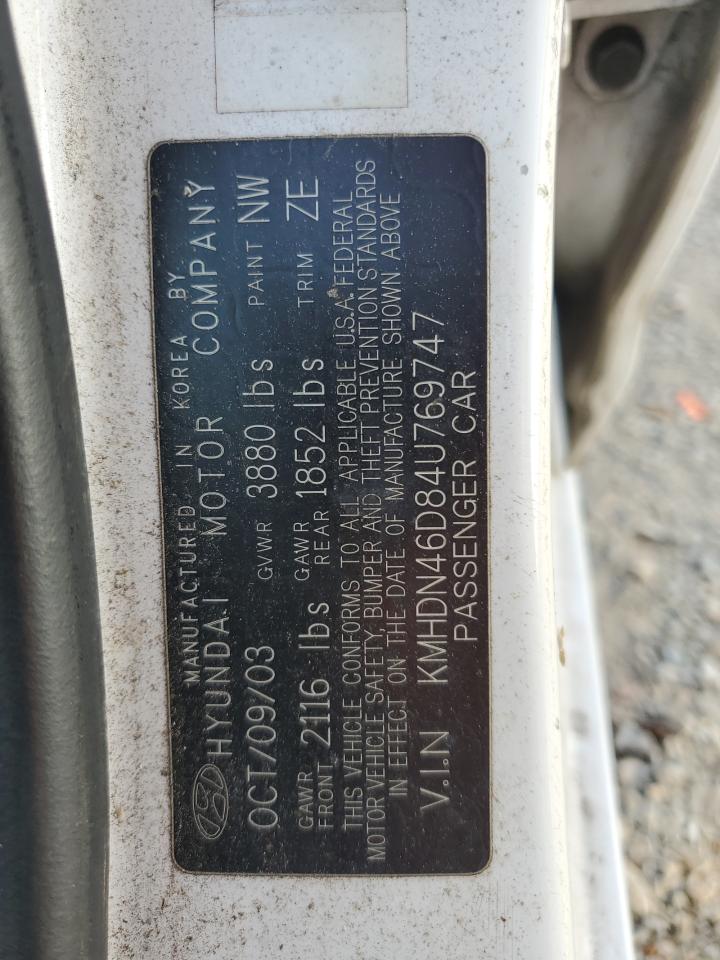 MANUFACTURED IN KOREA BY
HYUNDAI MOTOR COMPANY
OCT/09/03 GVWR 3880 lbs PAINT NW
GAWR FRONT 2116 lbs GAWR REAR 1852 lbs TRIM ZE
THIS VEHICLE CONFORMS TO ALL APPLICABLE U.S.A. FEDERAL
MOTOR VEHICLE SAFETY, BUMPER AND THEFT PREVENTION STANDARDS
IN EFFECT ON THE DATE OF MANUFACTURE SHOWN ABOVE
V.I.N KMHDN46D84U769747
PASSENGER CAR